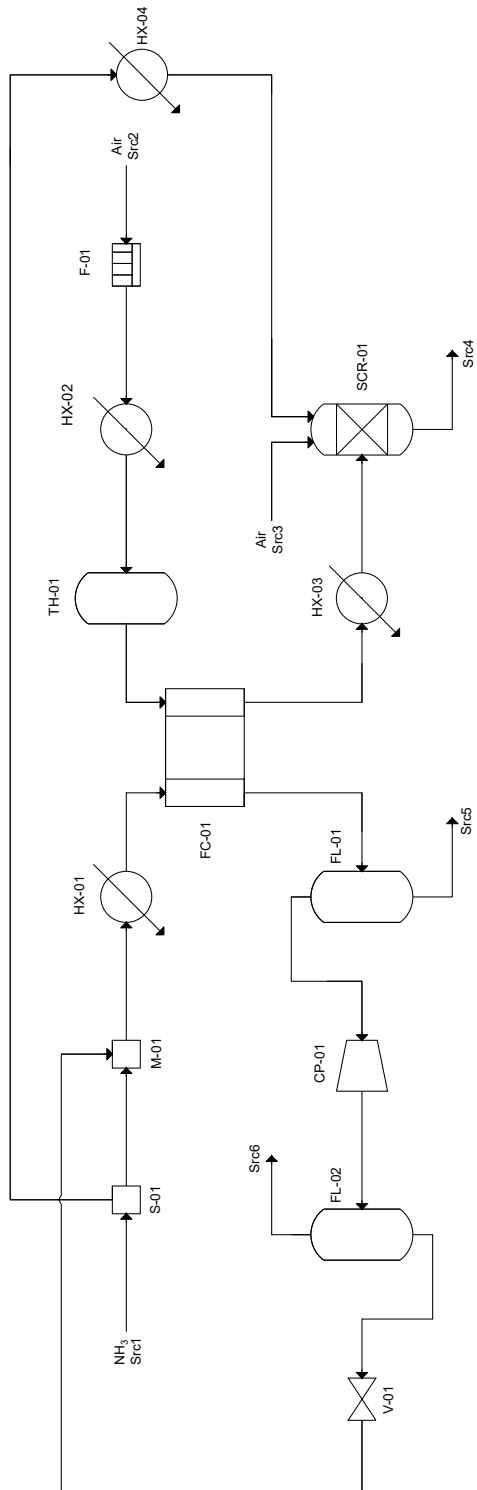 HX-04
Air
Src2
F-01
HX-02
SCR-01
Src4
Air
Src3
TH-01
HX-03
FC-01
HX-01
FL-01
Src5
M-01
CP-01
S-01
Src6
FL-02
NH₃
Src1
V-01